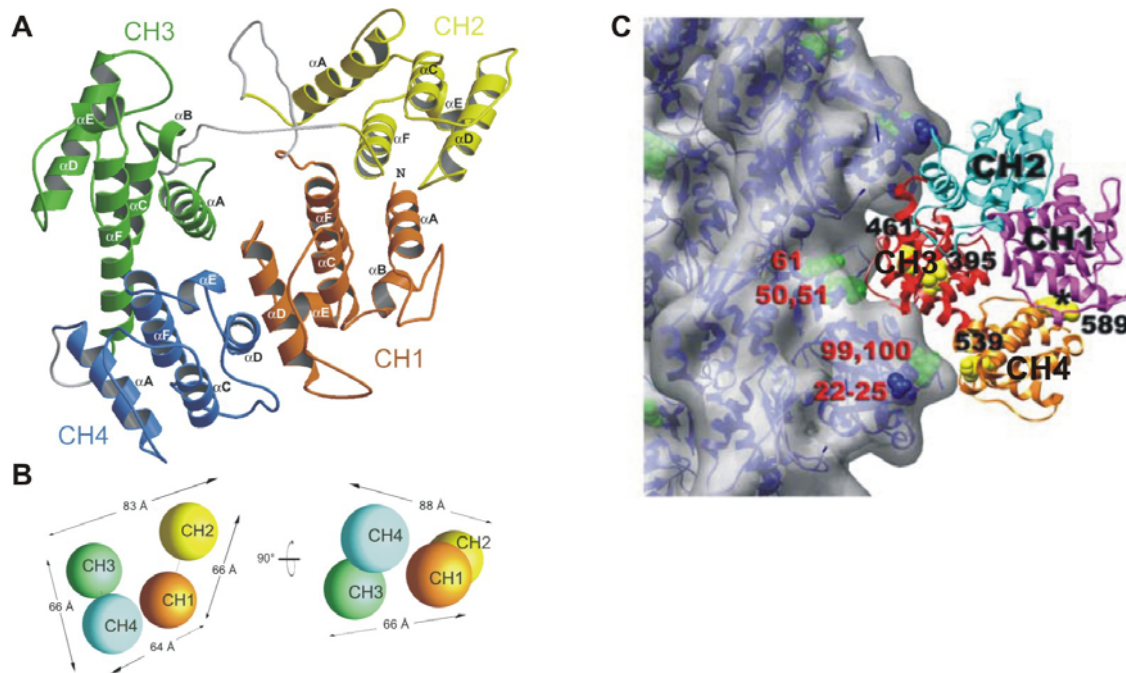 A
CH3
CH2
αA
αC
αE
αB
αE
αF
αD
αD
N
αA
αC
αF
αA
αF
αC
αE
αB
αF
αD
αE
αD
αA
αC
CH1
CH4
B
83 Å
CH2
CH3
66 Å
66 Å
CH1
CH4
64 Å
90°
88 Å
CH4
CH2
CH1
CH3
66 Å
C
CH2
CH1
461
CH3
395
61
50,51
*
589
99,100
539
CH4
22-25